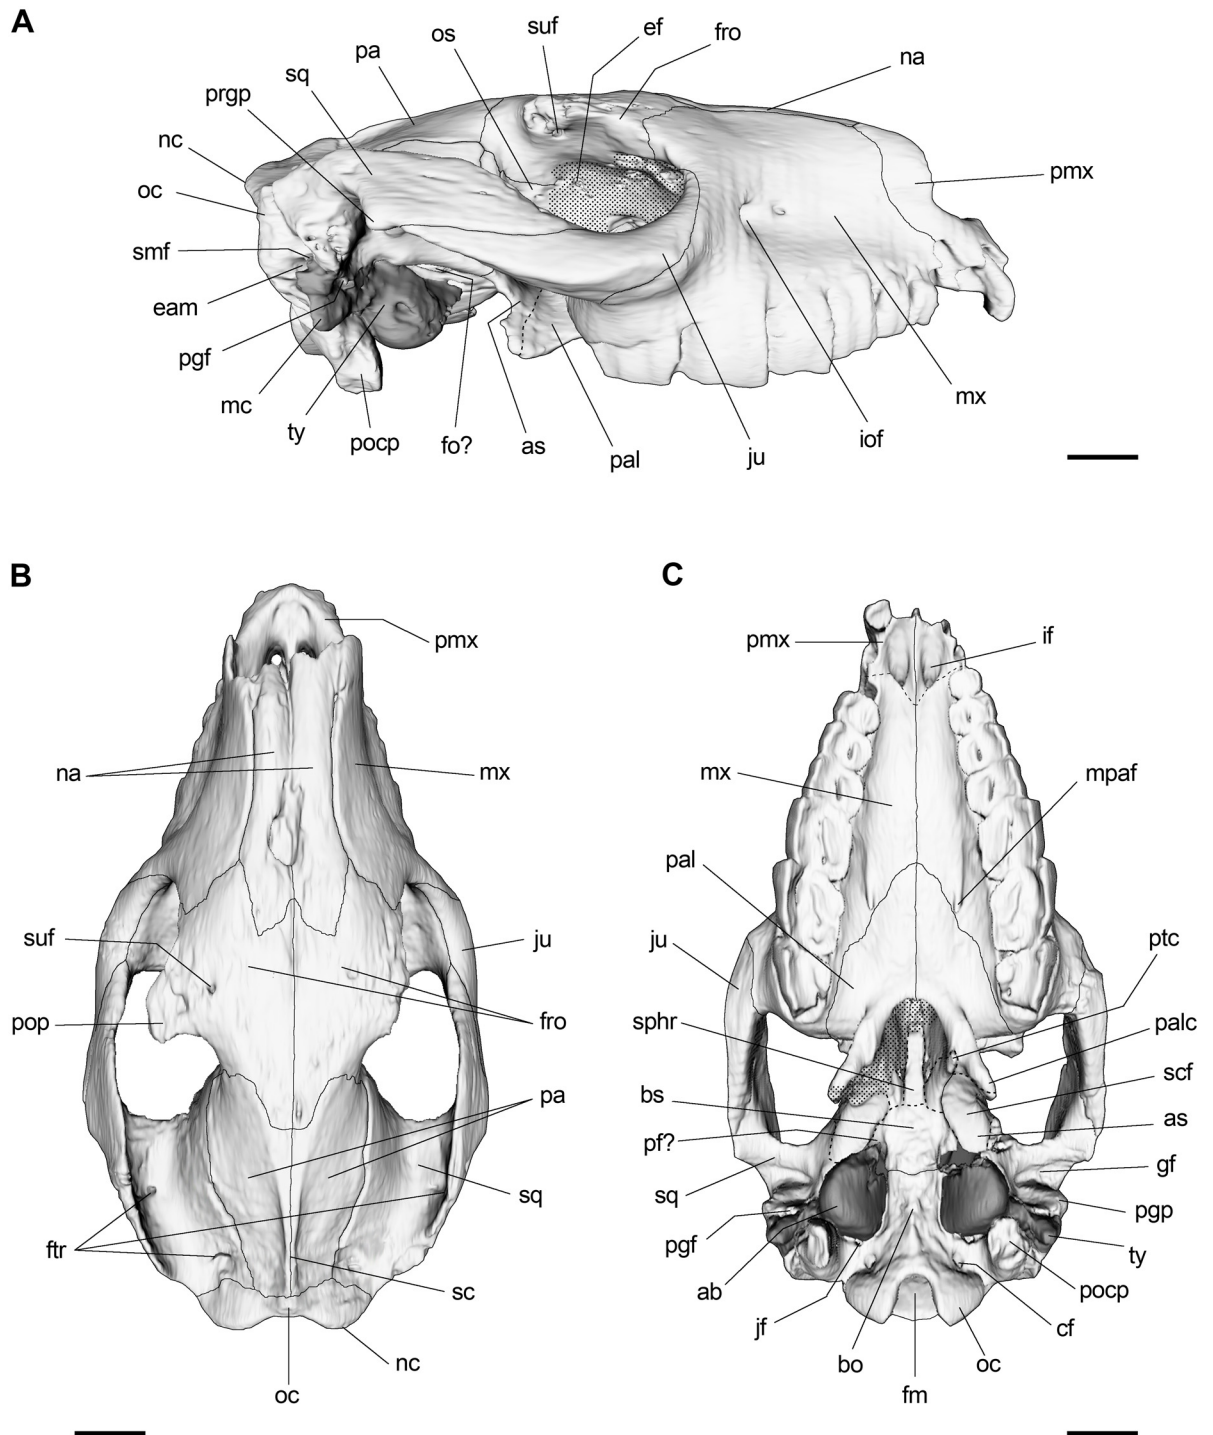 A
suf
ef
os
fro
pa
na
sq
prgp
nc
pmx
oc
smf
eam
pgf
mc
mx
ty
pocp
fo?
as
pal
ju
iof
B
pmx
na
mx
suf
ju
pop
fro
pa
sq
ftr
sc
nc
oc
C
pmx
if
mx
mpaf
pal
ju
ptc
sphr
palc
scf
bs
as
pf?
gf
sq
pgp
pgf
ty
ab
pocp
jf
cf
bo
oc
fm